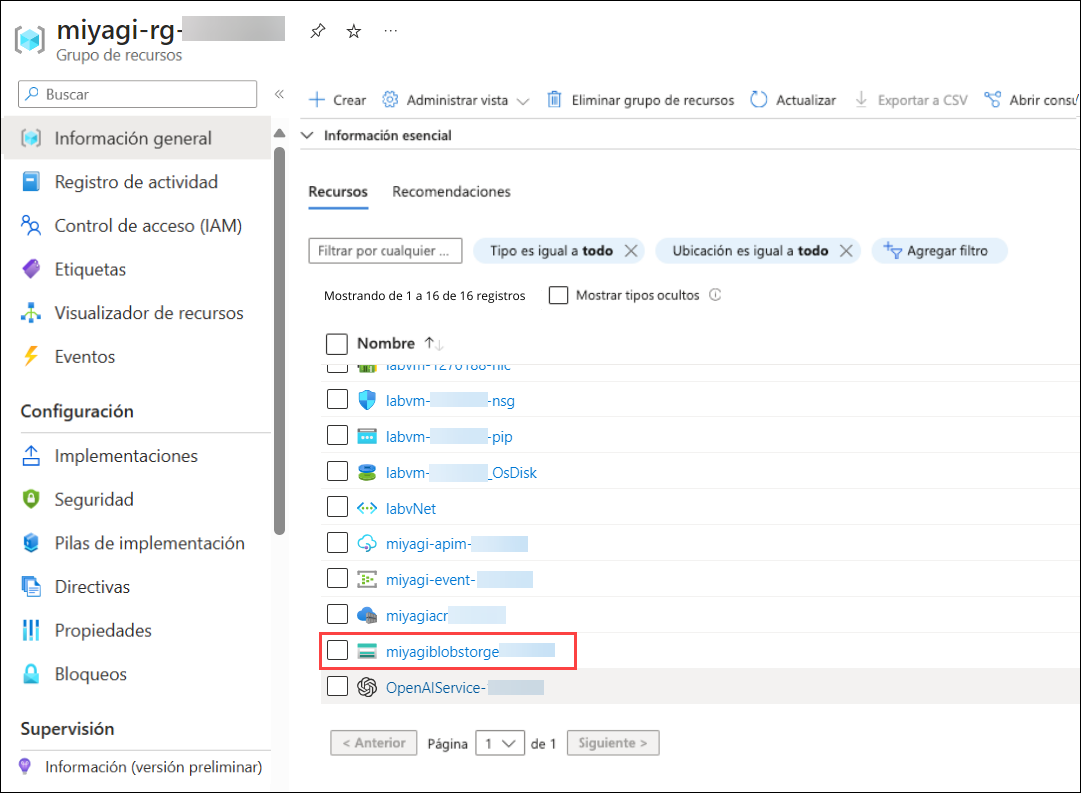 miyagi-rg-
Grupo de recursos
Buscar
Información general
Registro de actividad
Control de acceso (IAM)
Etiquetas
Visualizador de recursos
Eventos
Configuración
Implementaciones
Seguridad
Pilas de implementación
Directivas
Propiedades
Bloqueos
Supervisión
Información (versión preliminar)
Crear Administrar vista Eliminar grupo de recursos Actualizar Exportar a CSV Abrir consu
Información esencial
Recursos Recomendaciones
Filtrar por cualquier ... Tipo es igual a todo Ubicación es igual a todo Agregar filtro
Mostrando de 1 a 16 de 16 registros Mostrar tipos ocultos
Nombre
labvm-1276188-nic
labvm- -nsg
labvm- -pip
labvm- _OsDisk
labvNet
miyagi-apim-
miyagi-event-
miyagiacr
miyagiblobstorge
OpenAIService-
< Anterior Página 1 de 1 Siguiente >